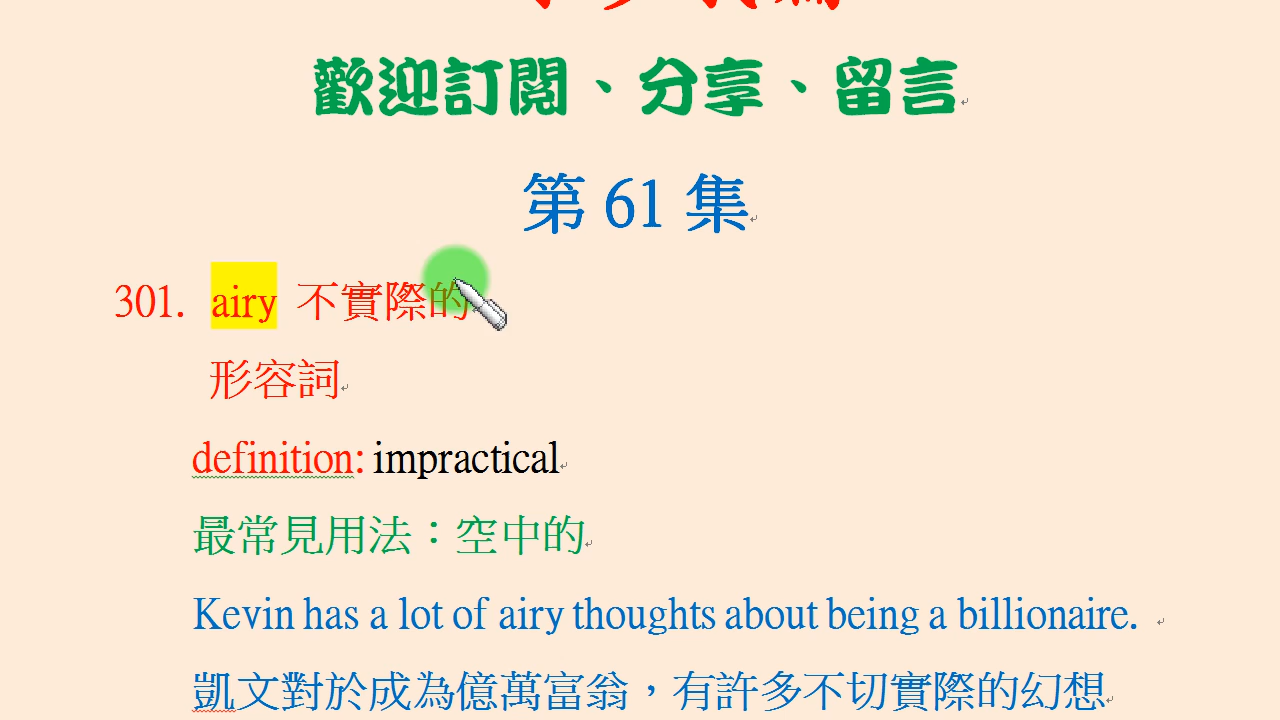 歡迎訂閱、分享、留言
第 61 集
301. airy 不實際的
形容詞
definition: impractical
最常見用法：空中的
Kevin has a lot of airy thoughts about being a billionaire.
凱文對於成為億萬富翁，有許多不切實際的幻想